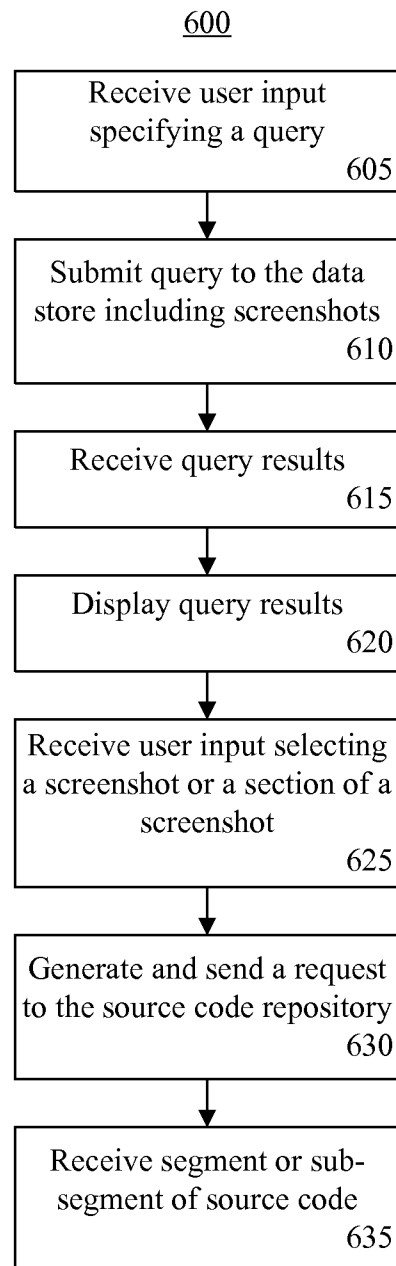 600
Receive user input
specifying a query
605
Submit query to the data
store including screenshots
610
Receive query results
615
Display query results
620
Receive user input selecting
a screenshot or a section of a
screenshot
625
Generate and send a request
to the source code repository
630
Receive segment or sub-
segment of source code
635